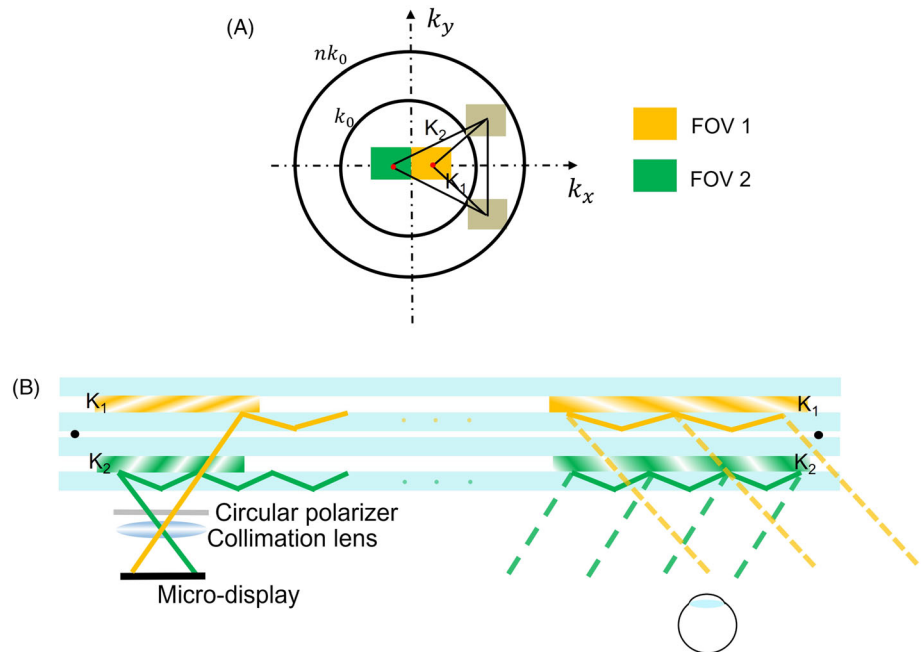 (A)
k_y
nk_0
k_0
K_2
K_1
k_x
FOV 1
FOV 2
(B)
K_1
K_1
K_2
K_2
Circular polarizer
Collimation lens
Micro-display